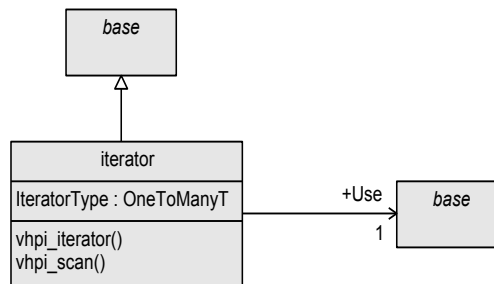 base
iterator
IteratorType : OneToManyT
vhpi_iterator()
vhpi_scan()
+Use
1
base